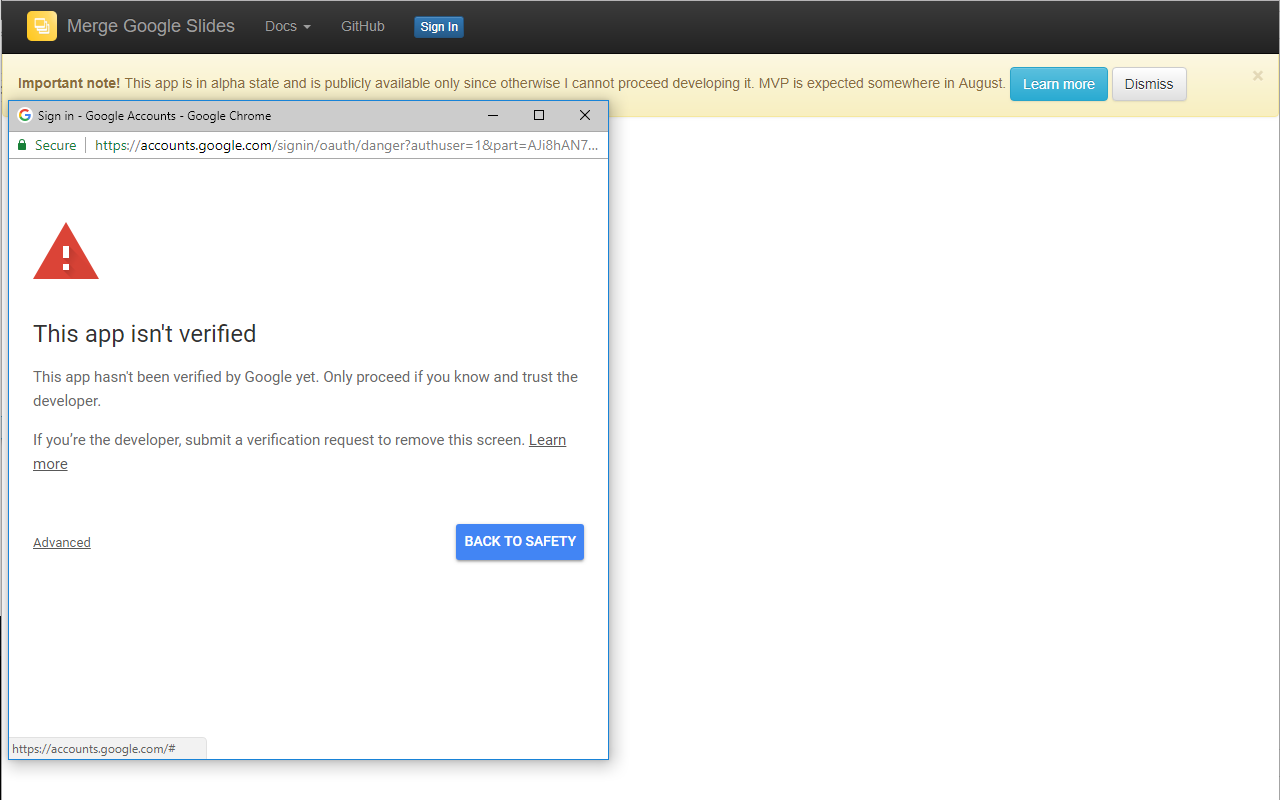 Merge Google Slides Docs GitHub Sign In
Important note! This app is in alpha state and is publicly available only since otherwise I cannot proceed developing it. MVP is expected somewhere in August. Learn more Dismiss ×
Sign in - Google Accounts - Google Chrome
Secure https://accounts.google.com/signin/oauth/danger?authuser=1&part=AJi8hAN7...
This app isn't verified
This app hasn't been verified by Google yet. Only proceed if you know and trust the
developer.
If you’re the developer, submit a verification request to remove this screen. Learn
more
Advanced BACK TO SAFETY
https://accounts.google.com/#